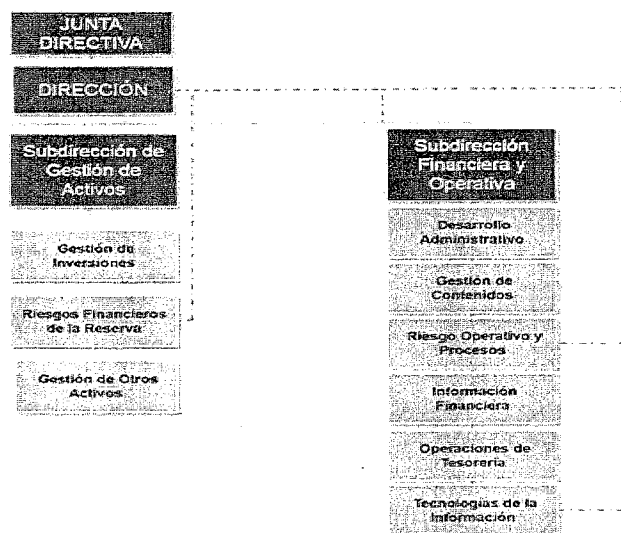 JUNTA
DIRECTIVA
DIRECCIÓN
Subdirección de
Gestión de
Activos
Gestión de
Inversiones
Riesgos Financieros
de la Reserva
Gestión de Otros
Activos
Subdirección
Financiera y
Operativa
Desarrollo
Administrativo
Gestión de
Contenidos
Riesgo Operativo y
Procesos
Información
Financiera
Operaciones de
Tesorería
Tecnologías de la
Información